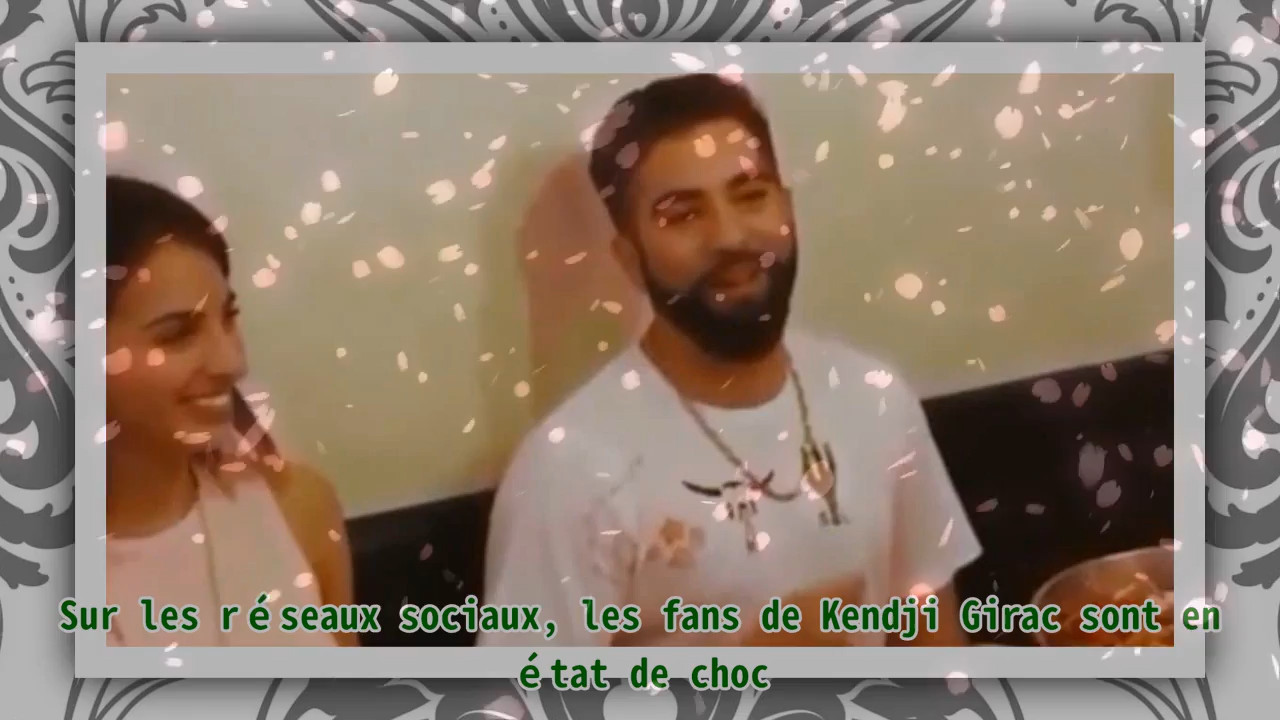 Sur les réseaux sociaux, les fans de Kendji Girac sont en
état de choc